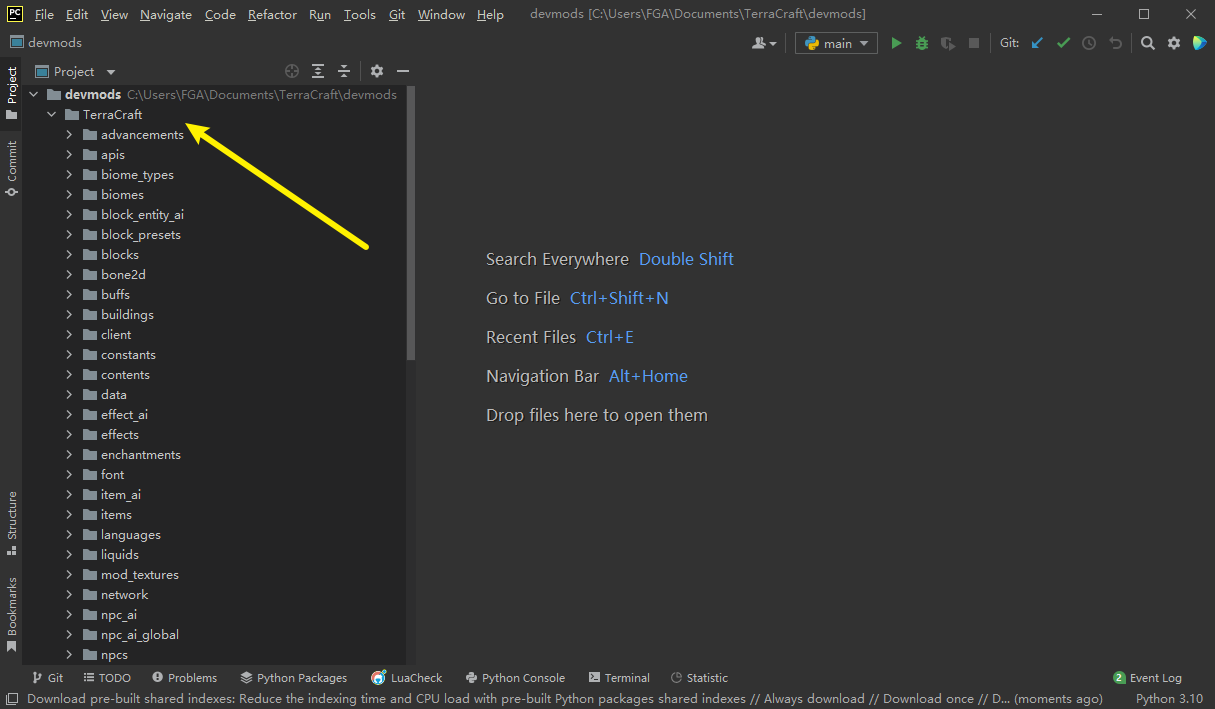 PC File Edit View Navigate Code Refactor Run Tools Git Window Help devmods [C:\Users\FGA\Documents\TerraCraft\devmods]
devmods main Git:
Project
Project
devmods C:\Users\FGA\Documents\TerraCraft\devmods
TerraCraft
advancements
apis
biome_types
biomes
block_entity_ai
block_presets
blocks
bone2d
buffs
buildings
client
constants
contents
data
effect_ai
effects
enchantments
font
item_ai
items
languages
liquids
mod_textures
network
npc_ai
npc_ai_global
npcs
Commit
Structure
Bookmarks
Search Everywhere Double Shift
Go to File Ctrl+Shift+N
Recent Files Ctrl+E
Navigation Bar Alt+Home
Drop files here to open them
Git TODO Problems Python Packages LuaCheck Python Console Terminal Statistic 2 Event Log
Download pre-built shared indexes: Reduce the indexing time and CPU load with pre-built Python packages shared indexes // Always download // Download once // D... (moments ago) Python 3.10